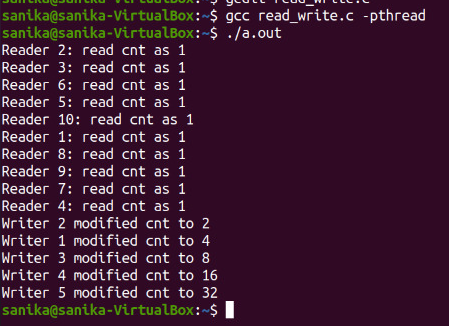 sanika@sanika-VirtualBox:~$ gedit read_write.c
sanika@sanika-VirtualBox:~$ gcc read_write.c -pthread
sanika@sanika-VirtualBox:~$ ./a.out
Reader 2: read cnt as 1
Reader 3: read cnt as 1
Reader 6: read cnt as 1
Reader 5: read cnt as 1
Reader 10: read cnt as 1
Reader 1: read cnt as 1
Reader 8: read cnt as 1
Reader 9: read cnt as 1
Reader 7: read cnt as 1
Reader 4: read cnt as 1
Writer 2 modified cnt to 2
Writer 1 modified cnt to 4
Writer 3 modified cnt to 8
Writer 4 modified cnt to 16
Writer 5 modified cnt to 32
sanika@sanika-VirtualBox:~$